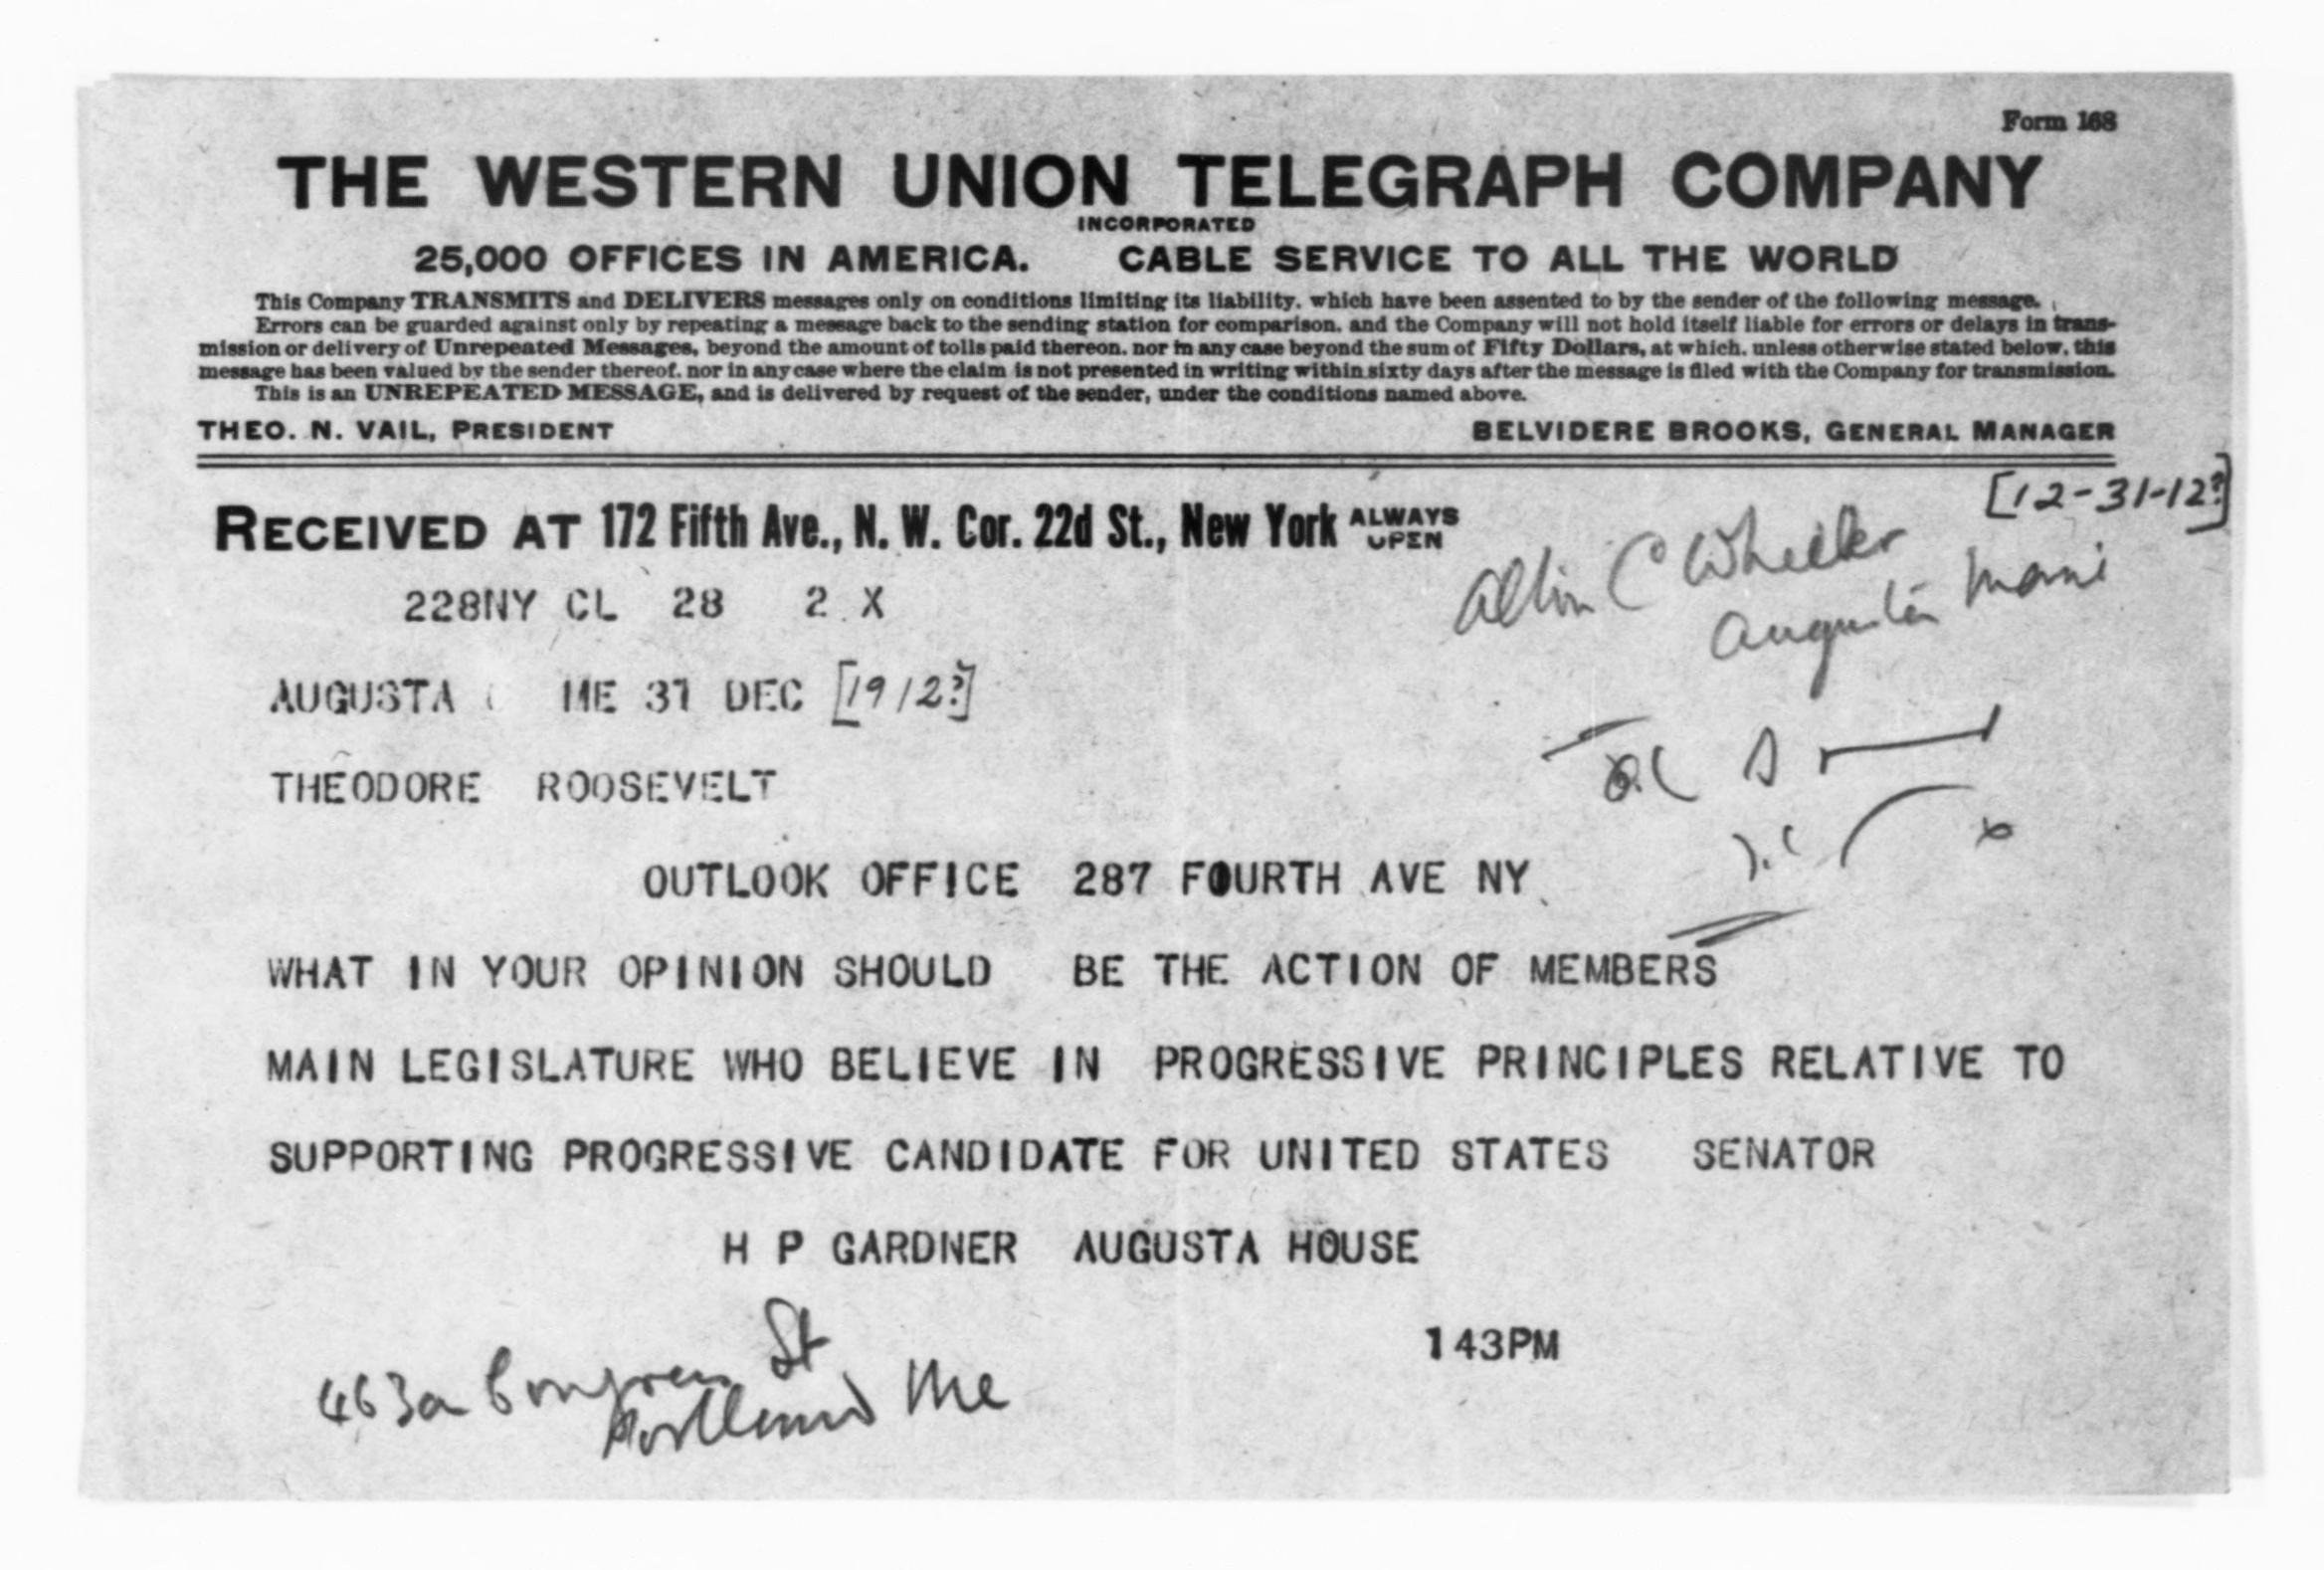 Form 168
THE WESTERN UNION TELEGRAPH COMPANY
INCORPORATED
25,000 OFFICES IN AMERICA. CABLE SERVICE TO ALL THE WORLD
This Company TRANSMITS and DELIVERS messages only on conditions limiting its liability, which have been assented to by the sender of the following message.
Errors can be guarded against only by repeating a message back to the sending station for comparison, and the Company will not hold itself liable for errors or delays in trans-
mission or delivery of Unrepeated Messages, beyond the amount of tolls paid thereon, nor in any case beyond the sum of Fifty Dollars, at which, unless otherwise stated below, this
message has been valued by the sender thereof, nor in any case where the claim is not presented in writing within sixty days after the message is filed with the Company for transmission.
This is an UNREPEATED MESSAGE, and is delivered by request of the sender, under the conditions named above.
THEO. N. VAIL, PRESIDENT BELVIDERE BROOKS, GENERAL MANAGER
[12-31-12?]
RECEIVED AT 172 Fifth Ave., N. W. Cor. 22d St., New York ALWAYS OPEN
C Wheeler
Augusta
228NY CL 28 2 X
AUGUSTA ME 31 DEC [1912?]
THEODORE ROOSEVELT
OUTLOOK OFFICE 287 FOURTH AVE NY
WHAT IN YOUR OPINION SHOULD BE THE ACTION OF MEMBERS
MAIN LEGISLATURE WHO BELIEVE IN PROGRESSIVE PRINCIPLES RELATIVE TO
SUPPORTING PROGRESSIVE CANDIDATE FOR UNITED STATES SENATOR
H P GARDNER AUGUSTA HOUSE
143PM
463a Congress St
Portland Me